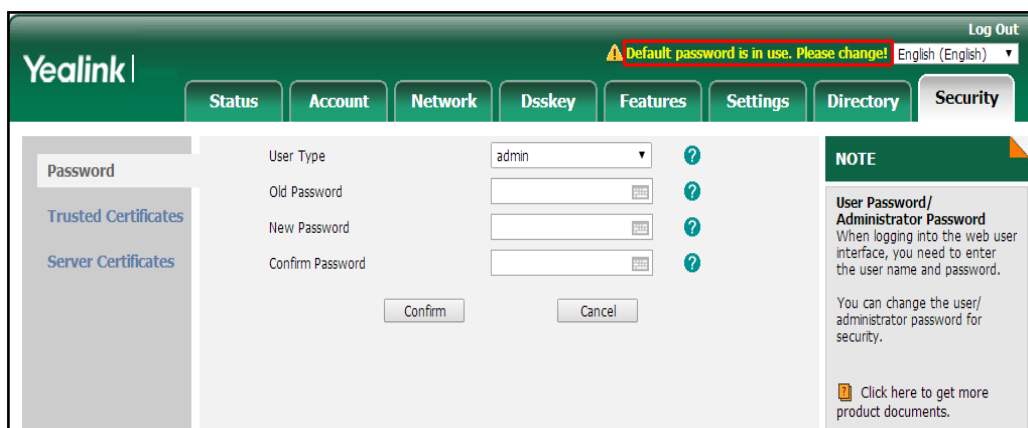 Log Out
Default password is in use. Please change! English (English)
Yealink
Status Account Network Dsskey Features Settings Directory Security
Password
Trusted Certificates
Server Certificates
User Type admin
Old Password
New Password
Confirm Password
Confirm Cancel
NOTE
User Password/
Administrator Password
When logging into the web user
interface, you need to enter
the user name and password.
You can change the user/
administrator password for
security.
Click here to get more
product documents.